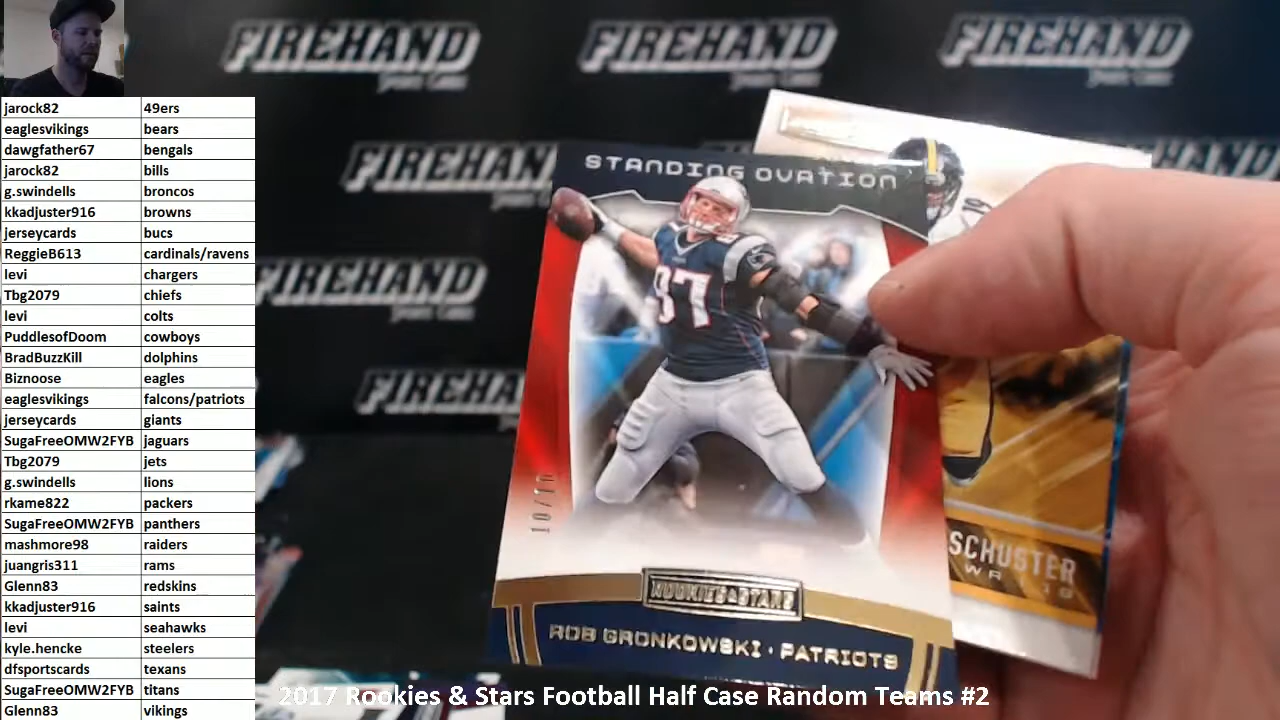 FIREHAND
FIREHAND
FIREHAND
FIREHAND
FIREHAND
FIREHAND
jarock82 49ers
eaglesvikings bears
dawgfather67 bengals
jarock82 bills
g.swindells broncos
kkadjuster916 browns
jerseycards bucs
ReggieB613 cardinals/ravens
levi chargers
Tbg2079 chiefs
levi colts
PuddlesofDoom cowboys
BradBuzzKill dolphins
Biznoose eagles
eaglesvikings falcons/patriots
jerseycards giants
SugaFreeOMW2FYB jaguars
Tbg2079 jets
g.swindells lions
rkame822 packers
SugaFreeOMW2FYB panthers
mashmore98 raiders
juangris311 rams
Glenn83 redskins
kkadjuster916 saints
levi seahawks
kyle.hencke steelers
dfsportscards texans
SugaFreeOMW2FYB titans
Glenn83 vikings
STANDING OVATION
87
10/10
ROOKIES & STARS
ROB GRONKOWSKI · PATRIOTS
SCHUSTER
WR
2017 Rookies & Stars Football Half Case Random Teams #2